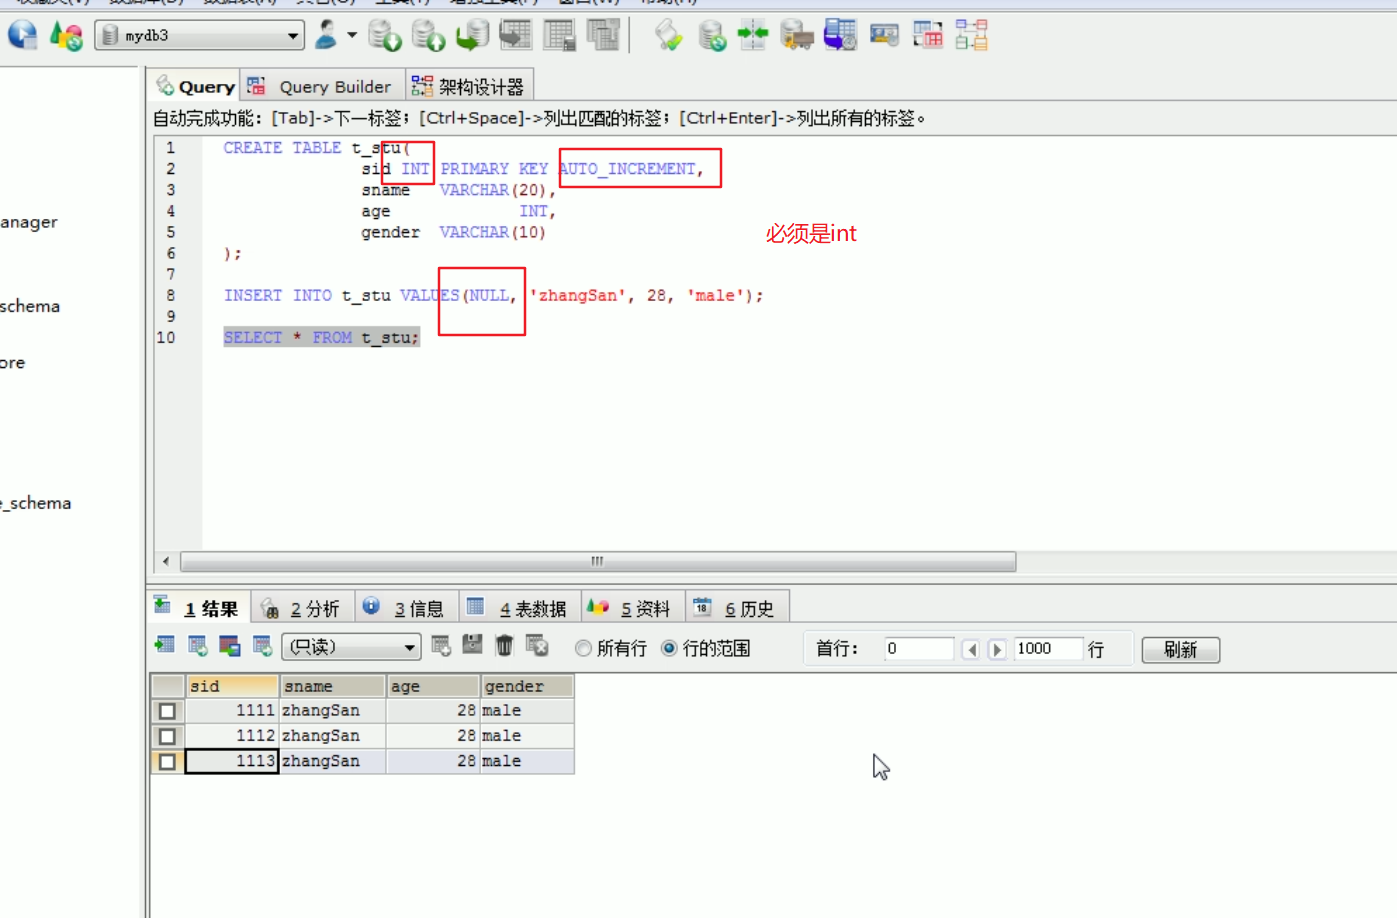 mydb3
Query
Query Builder
架构设计器
自动完成功能：[Tab]->下一标签；[Ctrl+Space]->列出匹配的标签；[Ctrl+Enter]->列出所有的标签。
1 CREATE TABLE t_stu(
2 sid INT PRIMARY KEY AUTO_INCREMENT,
3 sname VARCHAR(20),
4 age INT,
5 gender VARCHAR(10)
6 );
7
8 INSERT INTO t_stu VALUES(NULL, 'zhangSan', 28, 'male');
9
10 SELECT * FROM t_stu;
必须是int
anager
schema
ore
e_schema
1 结果 2 分析 3 信息 4 表数据 5 资料 6 历史
(只读) 所有行 行的范围 首行： 0 1000 行 刷新
sid sname age gender
1111 zhangSan 28 male
1112 zhangSan 28 male
1113 zhangSan 28 male